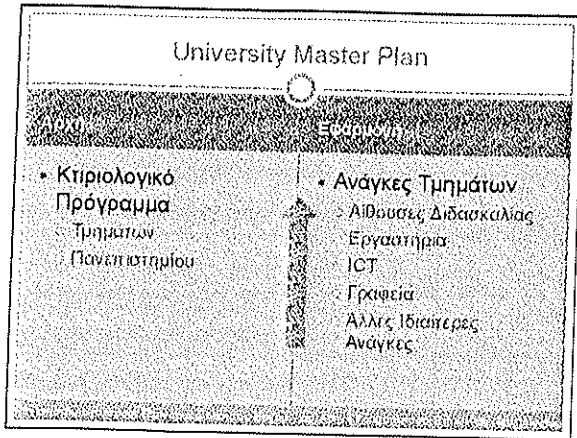 University Master Plan
Αρχή
Εφαρμογή
• Κτιριολογικό
Πρόγραμμα
Τμημάτων
Πανεπιστημίου
• Ανάγκες Τμημάτων
Αίθουσες Διδασκαλίας
Εργαστήρια
ICT
Γραφεία
Άλλες Ιδιαίτερες
Ανάγκες